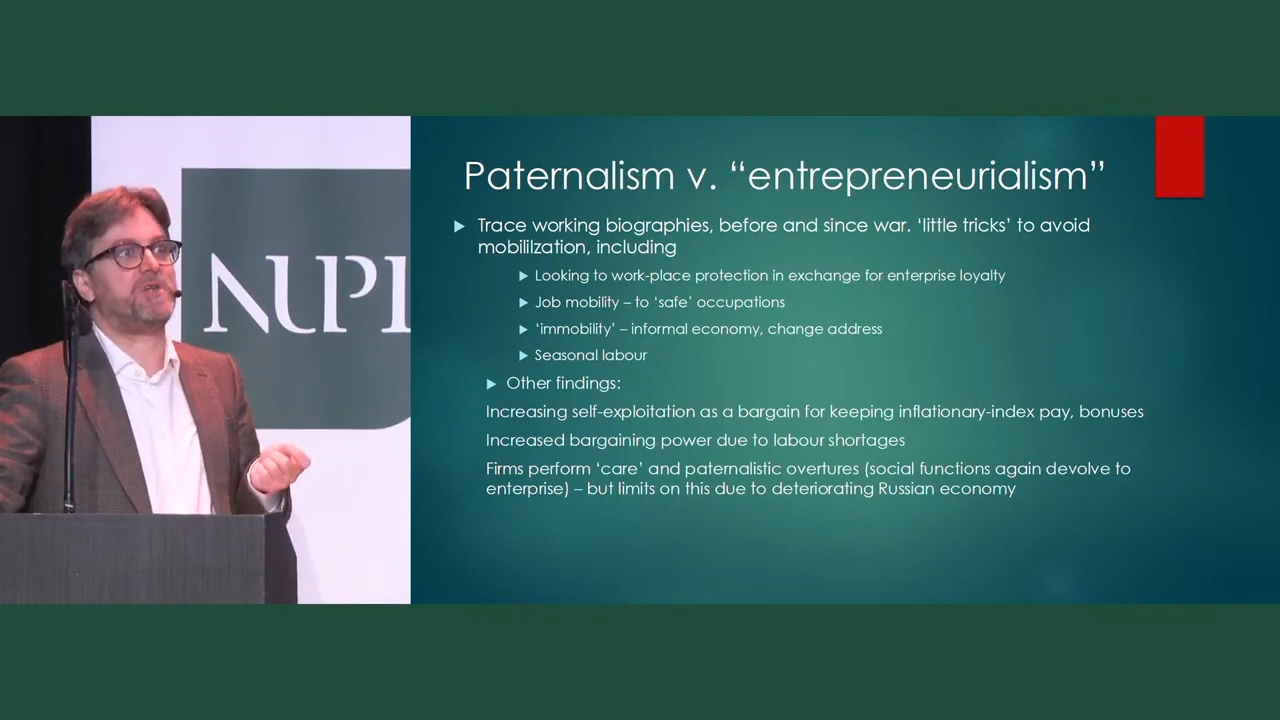 NUPI
Paternalism v. “entrepreneurialism”
Trace working biographies, before and since war. ‘little tricks’ to avoid
mobililzation, including
Looking to work-place protection in exchange for enterprise loyalty
Job mobility – to ‘safe’ occupations
‘immobility’ – informal economy, change address
Seasonal labour
Other findings:
Increasing self-exploitation as a bargain for keeping inflationary-index pay, bonuses
Increased bargaining power due to labour shortages
Firms perform ‘care’ and paternalistic overtures (social functions again devolve to
enterprise) – but limits on this due to deteriorating Russian economy